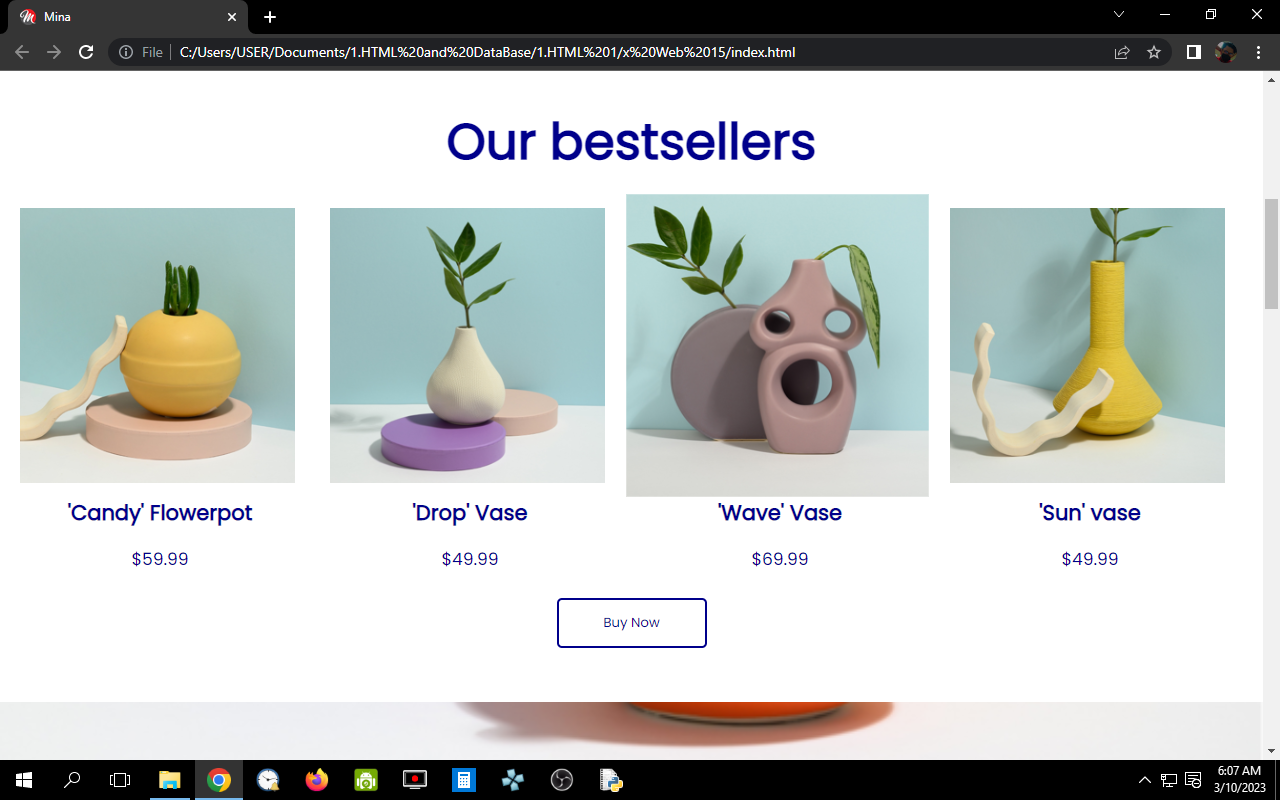 Mina
File
C:/Users/USER/Documents/1.HTML%20and%20DataBase/1.HTML%201/x%20Web%2015/index.html
Our bestsellers
'Candy' Flowerpot
'Drop' Vase
'Wave' Vase
'Sun' vase
$59.99
$49.99
$69.99
$49.99
Buy Now
6:07 AM
3/10/2023